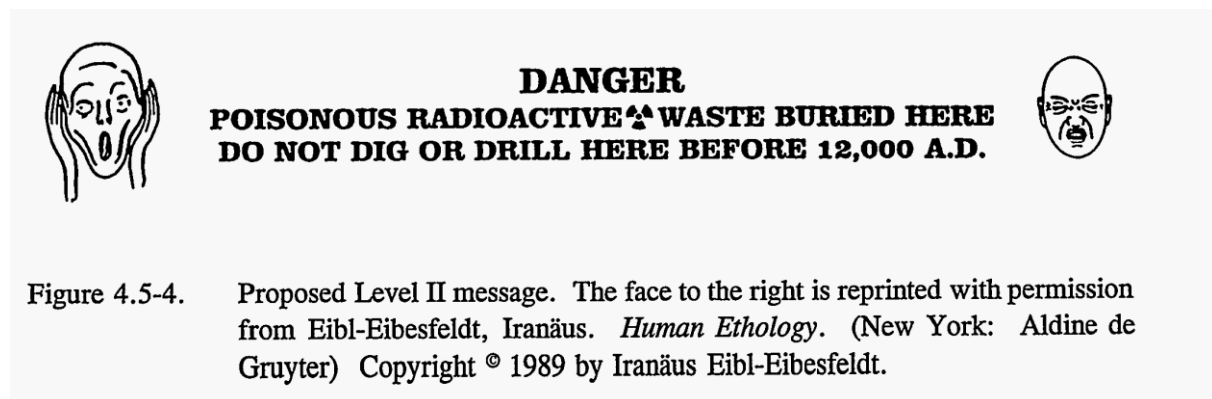 DANGER
POISONOUS RADIOACTIVE☢WASTE BURIED HERE
DO NOT DIG OR DRILL HERE BEFORE 12,000 A.D.
Figure 4.5-4. Proposed Level II message. The face to the right is reprinted with permission
from Eibl-Eibesfeldt, Iranäus. Human Ethology. (New York: Aldine de
Gruyter) Copyright © 1989 by Iranäus Eibl-Eibesfeldt.